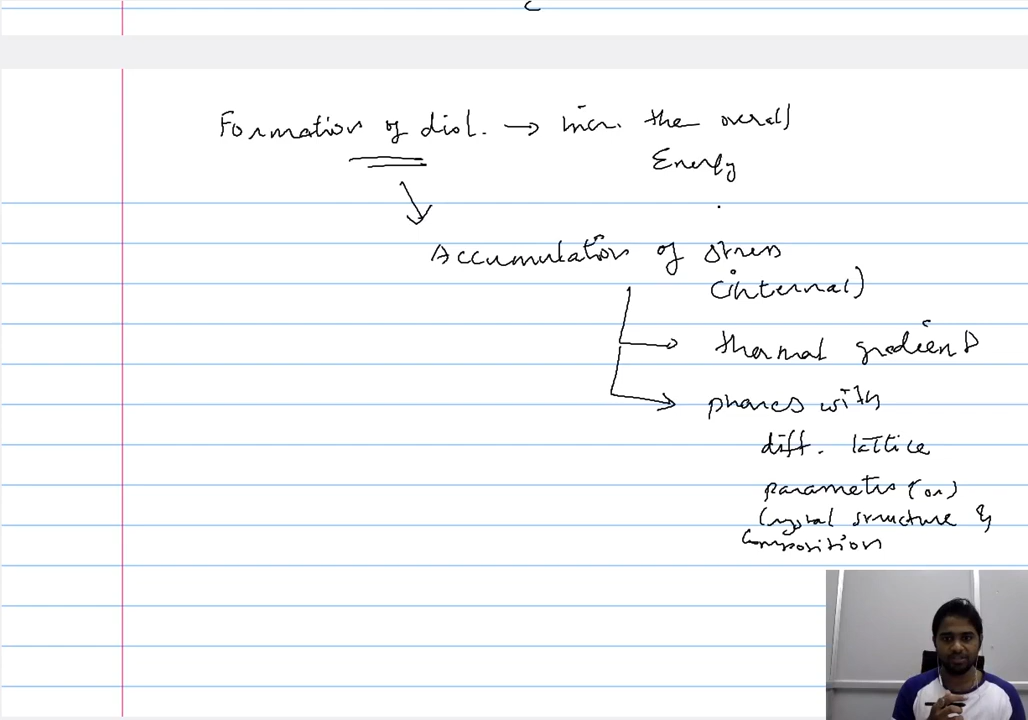 Formation of disl. → incr. the overall
Energy
Accumulation of stress
(internal)
→ thermal gradient
→ phases with
diff. lattice
parameters (or)
Crystal structure &
Composition